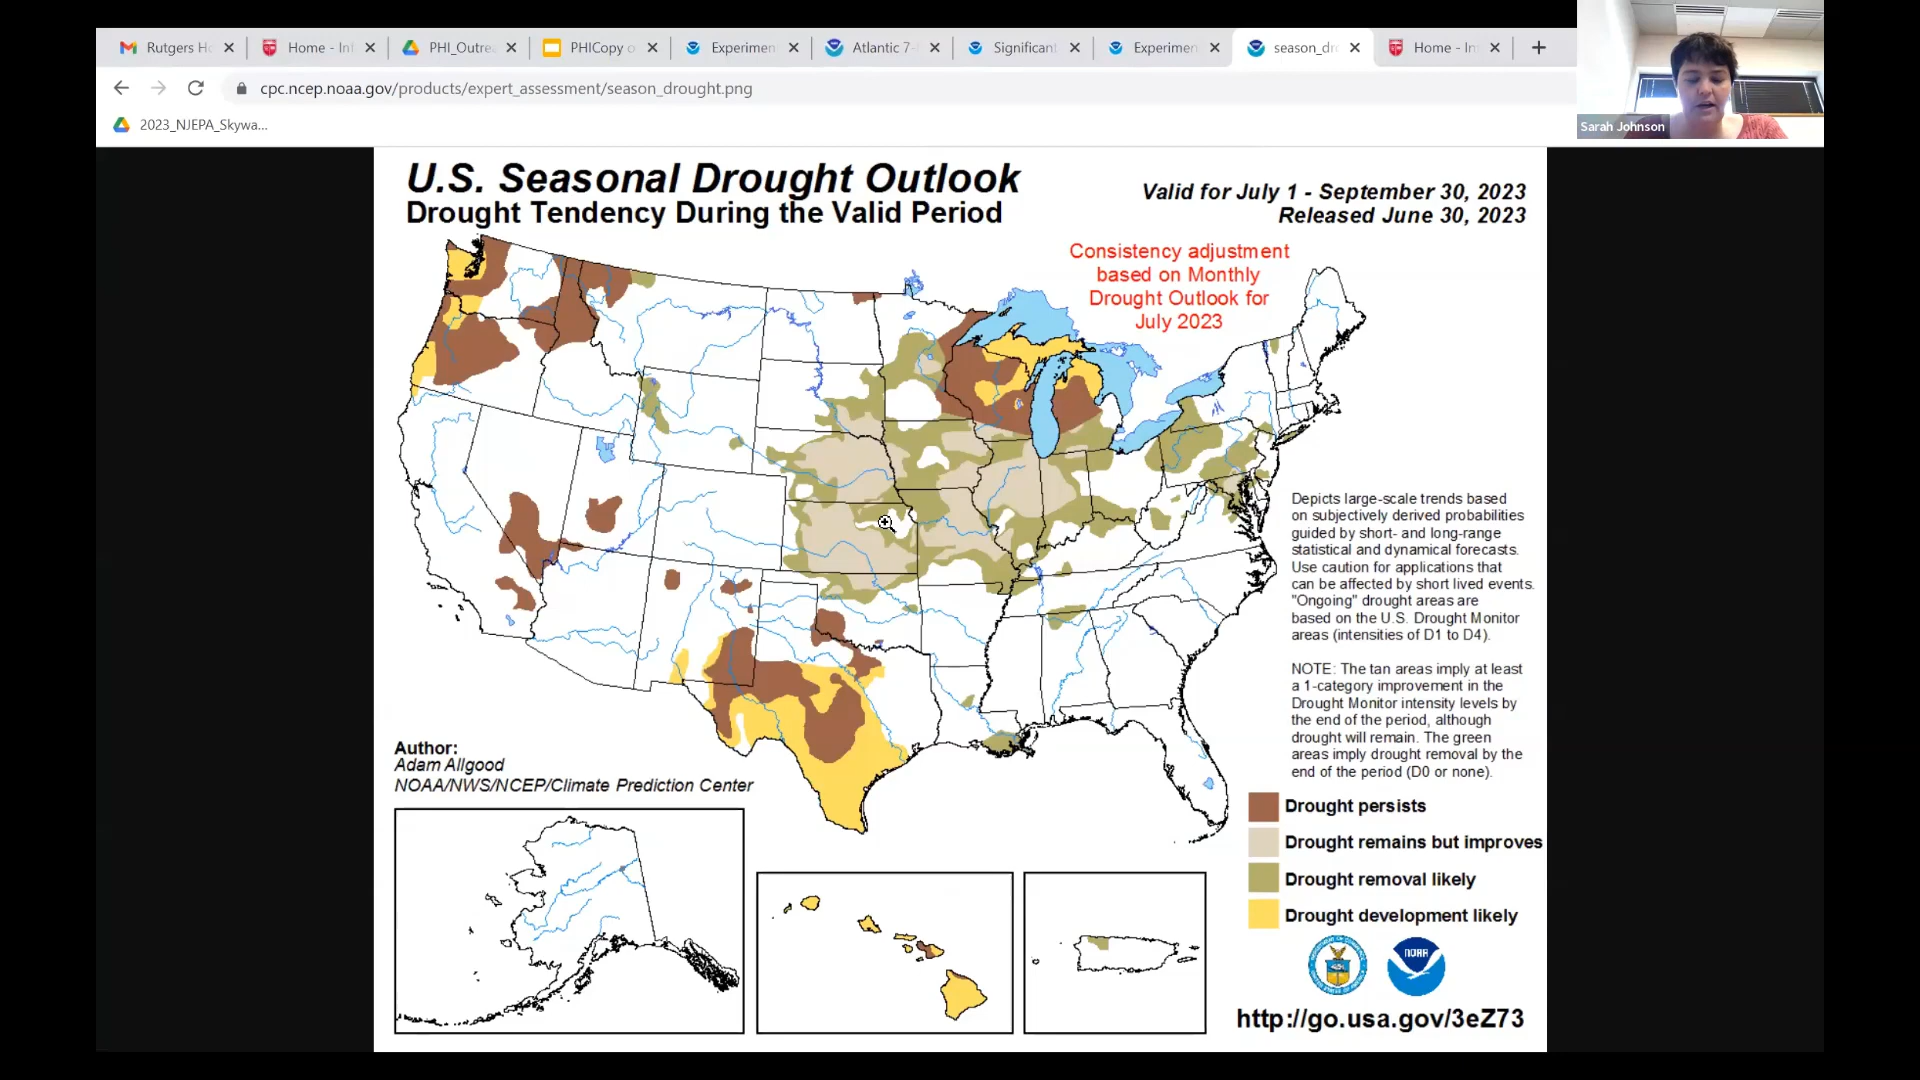 Rutgers H
Home - Inf
PHI_Outre
PHICopy o
Experimen
Atlantic 7-
Significant
Experimen
season_dr
Home - In
cpc.ncep.noaa.gov/products/expert_assessment/season_drought.png
2023_NJEPA_Skywa...
Sarah Johnson
U.S. Seasonal Drought Outlook
Drought Tendency During the Valid Period
Valid for July 1 - September 30, 2023
Released June 30, 2023
Consistency adjustment
based on Monthly
Drought Outlook for
July 2023
Depicts large-scale trends based
on subjectively derived probabilities
guided by short- and long-range
statistical and dynamical forecasts.
Use caution for applications that
can be affected by short lived events.
"Ongoing" drought areas are
based on the U.S. Drought Monitor
areas (intensities of D1 to D4).
NOTE: The tan areas imply at least
a 1-category improvement in the
Drought Monitor intensity levels by
the end of the period, although
drought will remain. The green
areas imply drought removal by the
end of the period (D0 or none).
Author:
Adam Allgood
NOAA/NWS/NCEP/Climate Prediction Center
Drought persists
Drought remains but improves
Drought removal likely
Drought development likely
NOAA
http://go.usa.gov/3eZ73